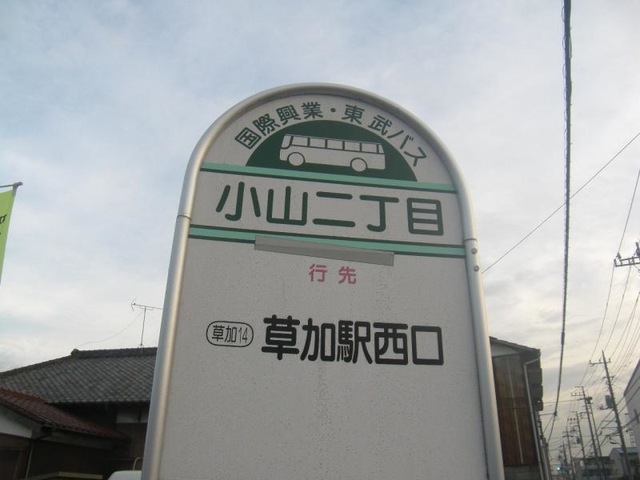 国際興業・東武バス
小山二丁目
行先
草加14 草加駅西口